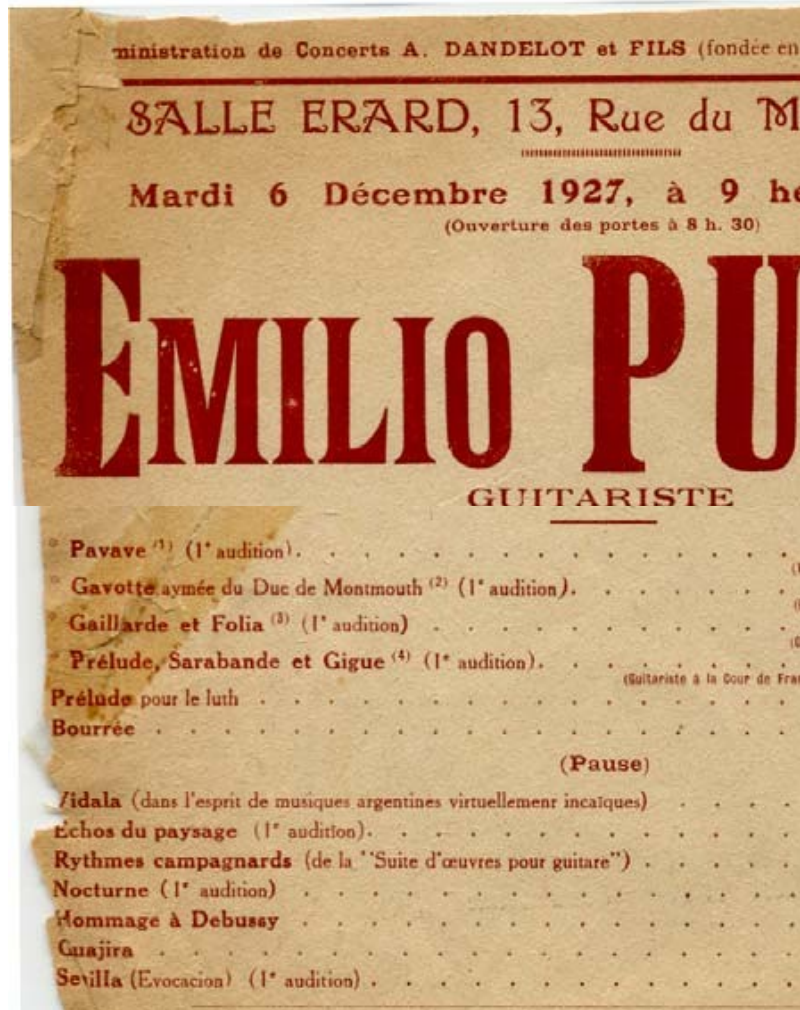 ministration de Concerts A. DANDELOT et FILS (fondée en
SALLE ERARD, 13, Rue du M
Mardi 6 Décembre 1927, à 9 he
(Ouverture des portes à 8 h. 30)
EMILIO PU
GUITARISTE
* Pavave (1) (1e audition). . . . . . . . . . . . . .
* Gavotte aymée du Duc de Montmouth (2) (1e audition). . . . . . .
* Gaillarde et Folia (3) (1e audition) . . . . . . . . . .
* Prélude, Sarabande et Gigue (4) (1e audition). . . . . . . .
(Guitariste à la Cour de Fran
Prélude pour le luth . . . . . . . . . . . . . . .
Bourrée . . . . . . . . . . . . . . . . . .
(Pause)
Vidala (dans l'esprit de musiques argentines virtuellemenr incaïques) . . .
Échos du paysage (1e audition). . . . . . . . . . . .
Rythmes campagnards (de la "Suite d'œuvres pour guitare") . . . .
Nocturne (1e audition) . . . . . . . . . . . . . .
Hommage à Debussy . . . . . . . . . . . . . .
Guajira . . . . . . . . . . . . . . . . . .
Sevilla (Evocacion) (1e audition) . . . . . . . . . . . .